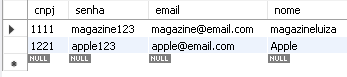 cnpj senha email nome
1111 magazine123 magazine@email.com magazineluiza
1221 apple123 apple@email.com Apple
NULL NULL NULL NULL